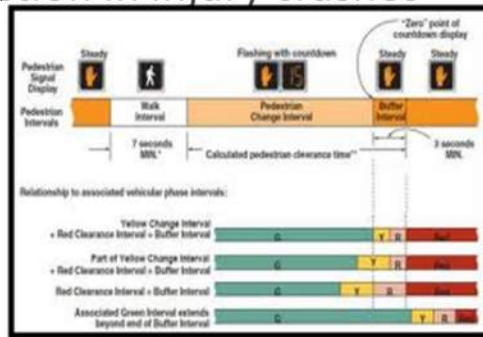 Steady
Flashing with countdown
"Zero" point of
countdown display
Steady
Steady
Pedestrian
Signal
Display
15
Pedestrian
Intervals
Walk
Interval
Pedestrian
Change Interval
Buffer
Interval
7 seconds
MIN.*
Calculated pedestrian clearance time**
3 seconds
MIN.
Relationship to associated vehicular phase intervals:
Yellow Change Interval
+ Red Clearance Interval + Buffer Interval
G
Y
R
Red
Part of Yellow Change Interval
+ Red Clearance Interval + Buffer Interval
G
Y
R
Red
Red Clearance Interval + Buffer Interval
G
Y
R
Red
Associated Green Interval extends
beyond end of Buffer Interval
G
Y
R
Red